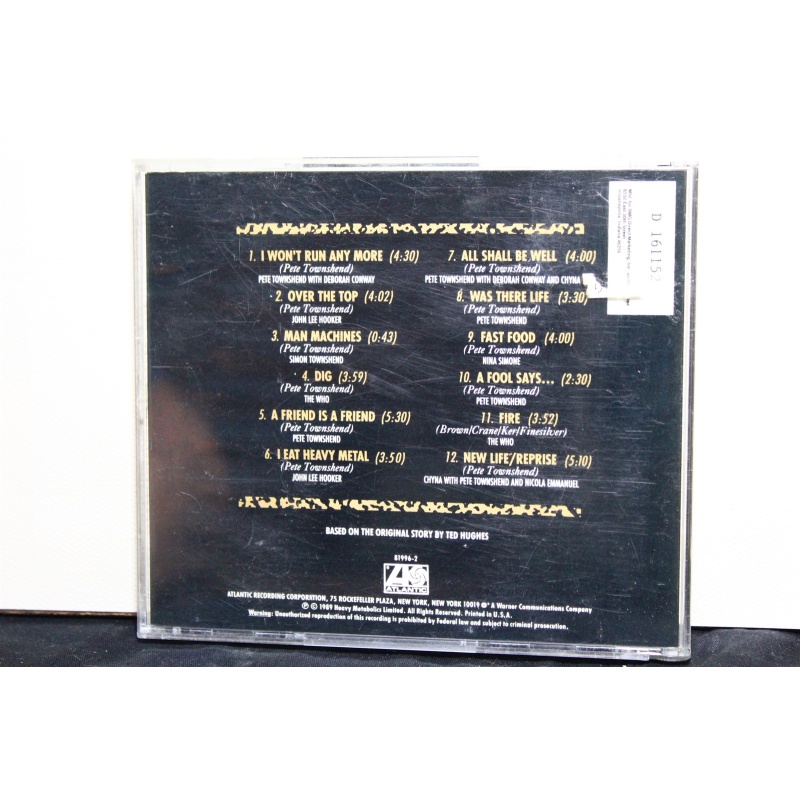 1. I WON'T RUN ANY MORE (4:30)
(Pete Townshend)
PETE TOWNSHEND WITH DEBORAH CONWAY
2. OVER THE TOP (4:02)
(Pete Townshend)
JOHN LEE HOOKER
3. MAN MACHINES (0:43)
(Pete Townshend)
SIMON TOWNSHEND
4. DIG (3:59)
(Pete Townshend)
THE WHO
5. A FRIEND IS A FRIEND (5:30)
(Pete Townshend)
PETE TOWNSHEND
6. I EAT HEAVY METAL (3:50)
(Pete Townshend)
JOHN LEE HOOKER
7. ALL SHALL BE WELL (4:00)
(Pete Townshend)
PETE TOWNSHEND WITH DEBORAH CONWAY AND CHYNA
8. WAS THERE LIFE (3:30)
(Pete Townshend)
PETE TOWNSHEND
9. FAST FOOD (4:00)
(Pete Townshend)
NINA SIMONE
10. A FOOL SAYS... (2:30)
(Pete Townshend)
PETE TOWNSHEND
11. FIRE (3:52)
(Brown/Crane/Ker/Finesilver)
THE WHO
12. NEW LIFE/REPRISE (5:10)
(Pete Townshend)
CHYNA WITH PETE TOWNSHEND AND NICOLA EMMANUEL
BASED ON THE ORIGINAL STORY BY TED HUGHES
81996-2
ATLANTIC
ATLANTIC RECORDING CORPORATION, 75 ROCKEFELLER PLAZA, NEW YORK, NEW YORK 10019 ® A Warner Communications Company
℗ © 1989 Heavy Metabolics Limited. All Rights Reserved. Printed in U.S.A.
Warning: Unauthorized reproduction of this recording is prohibited by Federal law and subject to criminal prosecution.
D 161152